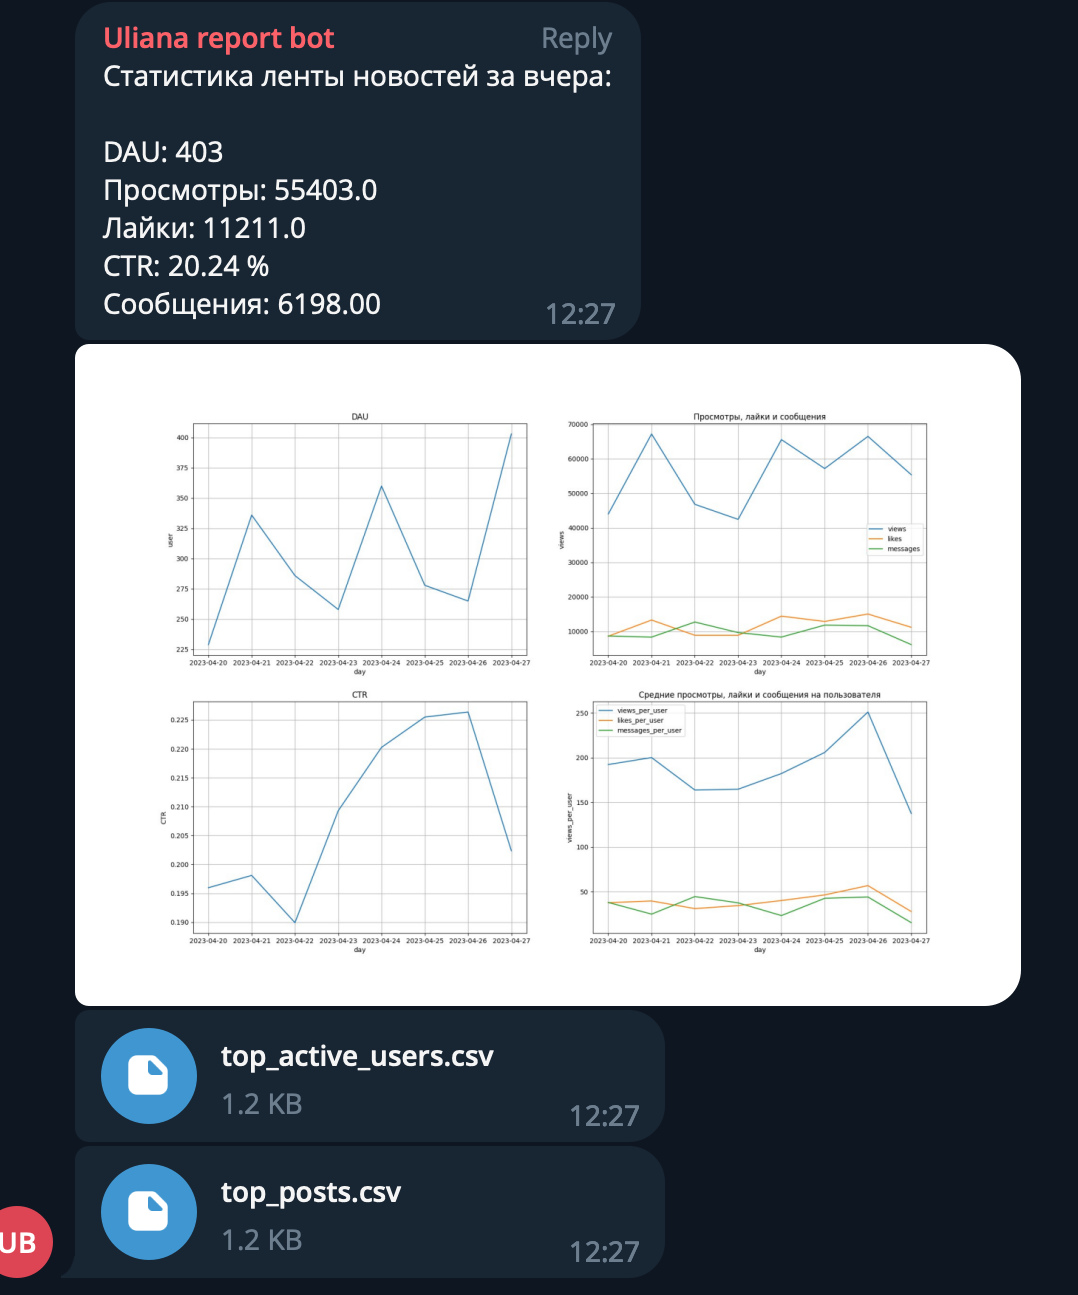 Uliana report bot
Reply
Статистика ленты новостей за вчера:
DAU: 403
Просмотры: 55403.0
Лайки: 11211.0
CTR: 20.24 %
Сообщения: 6198.00
12:27
DAU
400
375
350
325
300
275
250
225
user
2023-04-20 2023-04-21 2023-04-22 2023-04-23 2023-04-24 2023-04-25 2023-04-26 2023-04-27
day
Просмотры, лайки и сообщения
70000
60000
50000
40000
30000
20000
10000
views
views
likes
messages
2023-04-20 2023-04-21 2023-04-22 2023-04-23 2023-04-24 2023-04-25 2023-04-26 2023-04-27
day
CTR
0.225
0.220
0.215
0.210
0.205
0.200
0.195
0.190
CTR
2023-04-20 2023-04-21 2023-04-22 2023-04-23 2023-04-24 2023-04-25 2023-04-26 2023-04-27
day
Средние просмотры, лайки и сообщения на пользователя
250
200
150
100
50
views_per_user
views_per_user
likes_per_user
messages_per_user
2023-04-20 2023-04-21 2023-04-22 2023-04-23 2023-04-24 2023-04-25 2023-04-26 2023-04-27
day
top_active_users.csv
1.2 KB
12:27
top_posts.csv
1.2 KB
12:27
UB